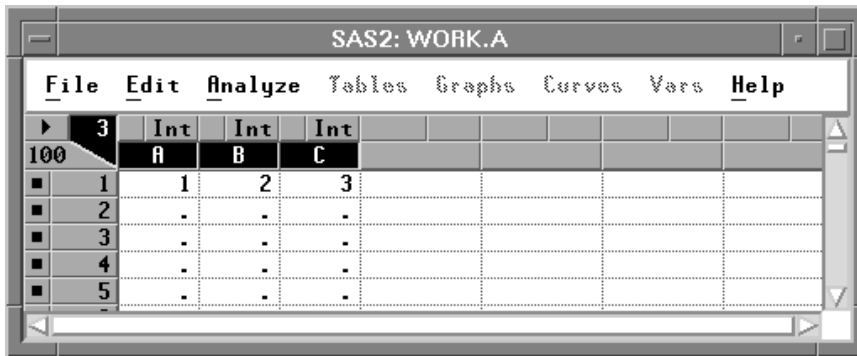 SAS2: WORK.A
File Edit Analyze Tables Graphs Curves Vars Help
3 Int Int Int
100 A B C
1 1 2 3
2 . . .
3 . . .
4 . . .
5 . . .